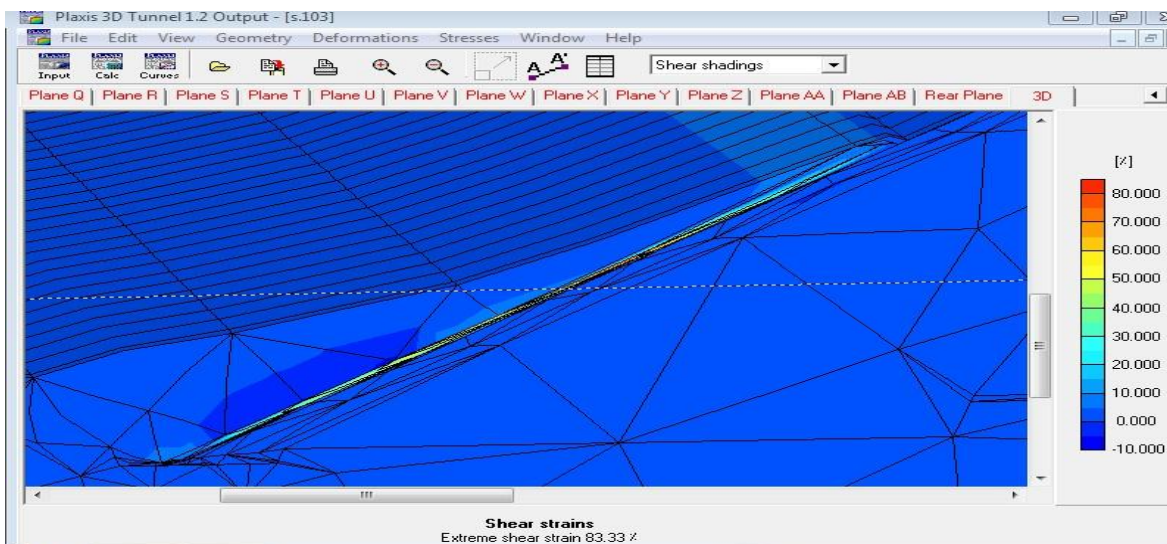 Plaxis 3D Tunnel 1.2 Output - [s.103]
File Edit View Geometry Deformations Stresses Window Help
Input Calc Curves Shear shadings
Plane Q Plane R Plane S Plane T Plane U Plane V Plane W Plane X Plane Y Plane Z Plane AA Plane AB Rear Plane 3D
[%]
80.000
70.000
60.000
50.000
40.000
30.000
20.000
10.000
0.000
-10.000
Shear strains
Extreme shear strain 83.33 %